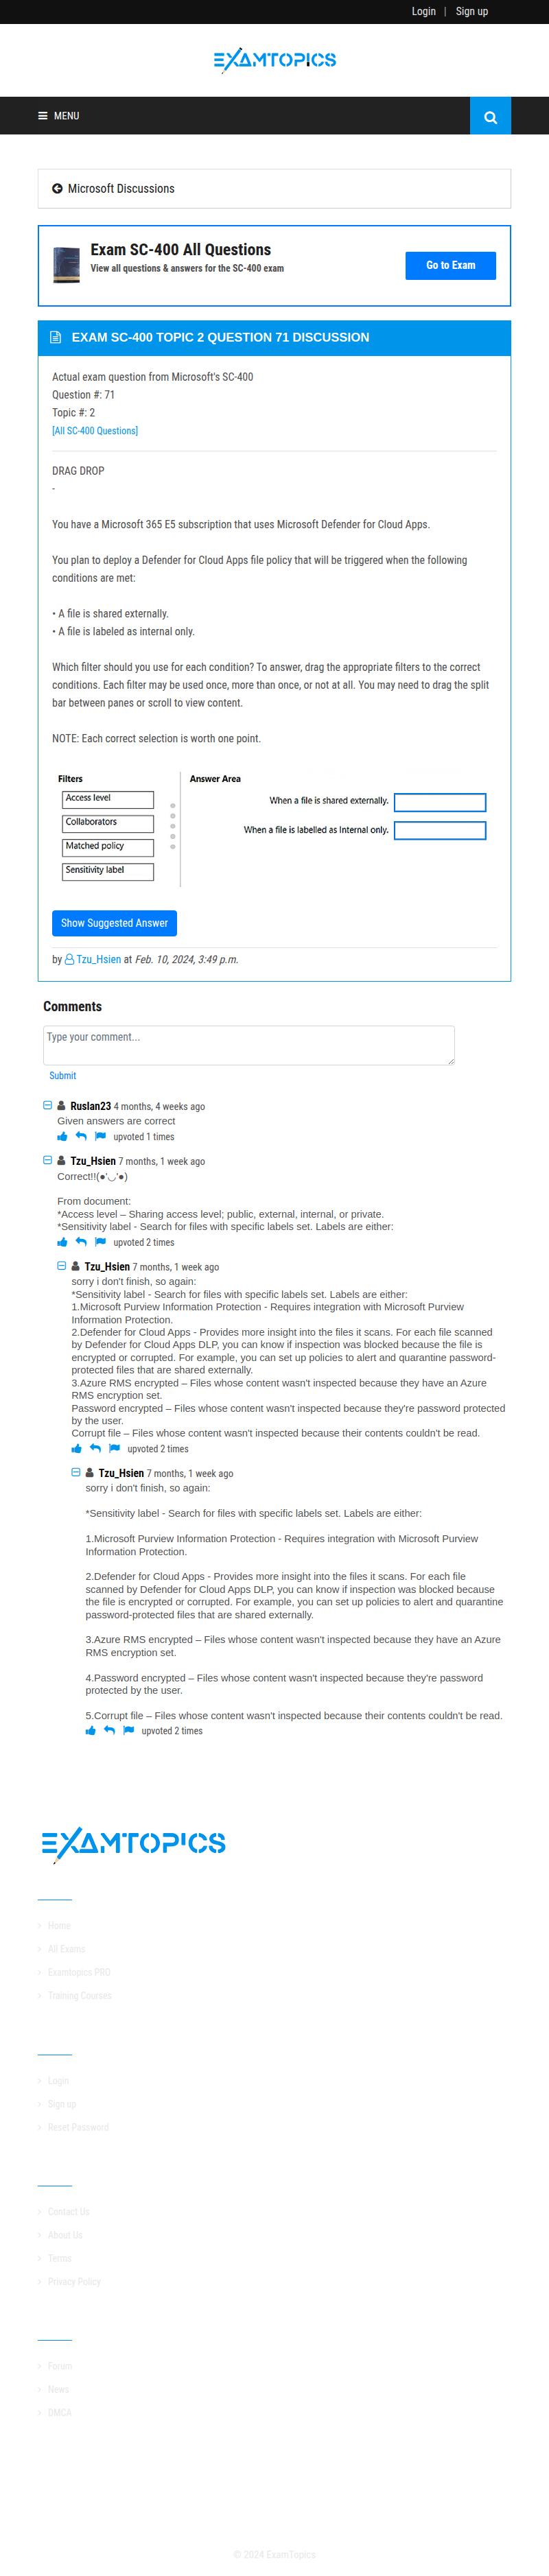 Login | Sign up
EXAMTOPICS
MENU
Microsoft Discussions
Exam SC-400 All Questions
View all questions & answers for the SC-400 exam
Go to Exam
EXAM SC-400 TOPIC 2 QUESTION 71 DISCUSSION
Actual exam question from Microsoft's SC-400
Question #: 71
Topic #: 2
[All SC-400 Questions]
DRAG DROP
-
You have a Microsoft 365 E5 subscription that uses Microsoft Defender for Cloud Apps.
You plan to deploy a Defender for Cloud Apps file policy that will be triggered when the following
conditions are met:
• A file is shared externally.
• A file is labeled as internal only.
Which filter should you use for each condition? To answer, drag the appropriate filters to the correct
conditions. Each filter may be used once, more than once, or not at all. You may need to drag the split
bar between panes or scroll to view content.
NOTE: Each correct selection is worth one point.
Filters
Access level
Collaborators
Matched policy
Sensitivity label
Answer Area
When a file is shared externally.
When a file is labelled as Internal only.
Show Suggested Answer
by Tzu_Hsien at Feb. 10, 2024, 3:49 p.m.
Comments
Type your comment...
Submit
Ruslan23 4 months, 4 weeks ago
Given answers are correct
upvoted 1 times
Tzu_Hsien 7 months, 1 week ago
Correct!!(●'◡'●)
From document:
*Access level – Sharing access level; public, external, internal, or private.
*Sensitivity label - Search for files with specific labels set. Labels are either:
upvoted 2 times
Tzu_Hsien 7 months, 1 week ago
sorry i don't finish, so again:
*Sensitivity label - Search for files with specific labels set. Labels are either:
1.Microsoft Purview Information Protection - Requires integration with Microsoft Purview
Information Protection.
2.Defender for Cloud Apps - Provides more insight into the files it scans. For each file scanned
by Defender for Cloud Apps DLP, you can know if inspection was blocked because the file is
encrypted or corrupted. For example, you can set up policies to alert and quarantine password-
protected files that are shared externally.
3.Azure RMS encrypted – Files whose content wasn't inspected because they have an Azure
RMS encryption set.
Password encrypted – Files whose content wasn't inspected because they're password protected
by the user.
Corrupt file – Files whose content wasn't inspected because their contents couldn't be read.
upvoted 2 times
Tzu_Hsien 7 months, 1 week ago
sorry i don't finish, so again:
*Sensitivity label - Search for files with specific labels set. Labels are either:
1.Microsoft Purview Information Protection - Requires integration with Microsoft Purview
Information Protection.
2.Defender for Cloud Apps - Provides more insight into the files it scans. For each file
scanned by Defender for Cloud Apps DLP, you can know if inspection was blocked because
the file is encrypted or corrupted. For example, you can set up policies to alert and quarantine
password-protected files that are shared externally.
3.Azure RMS encrypted – Files whose content wasn't inspected because they have an Azure
RMS encryption set.
4.Password encrypted – Files whose content wasn't inspected because they're password
protected by the user.
5.Corrupt file – Files whose content wasn't inspected because their contents couldn't be read.
upvoted 2 times
EXAMTOPICS
Home
All Exams
Examtopics PRO
Training Courses
Login
Sign up
Reset Password
Contact Us
About Us
Terms
Privacy Policy
Forum
News
DMCA
© 2024 ExamTopics